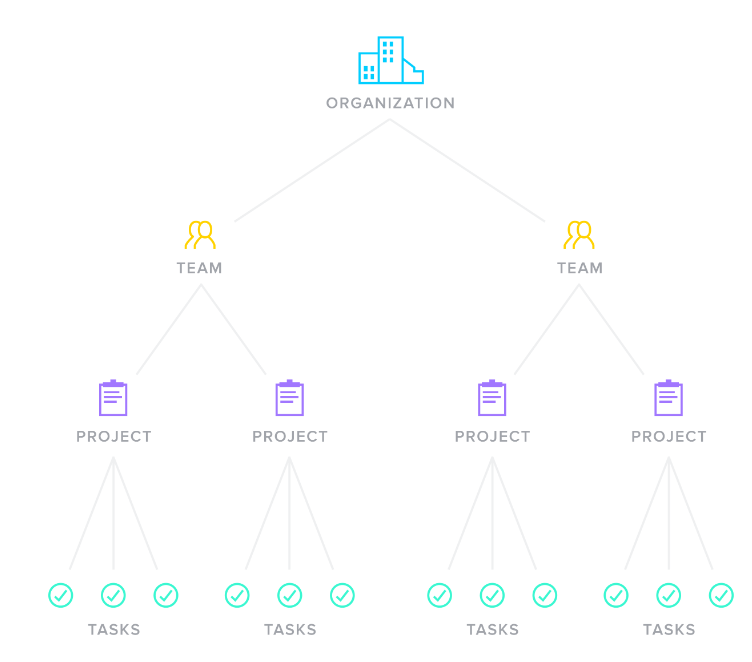 ORGANIZATION
TEAM
TEAM
PROJECT
PROJECT
PROJECT
PROJECT
TASKS
TASKS
TASKS
TASKS